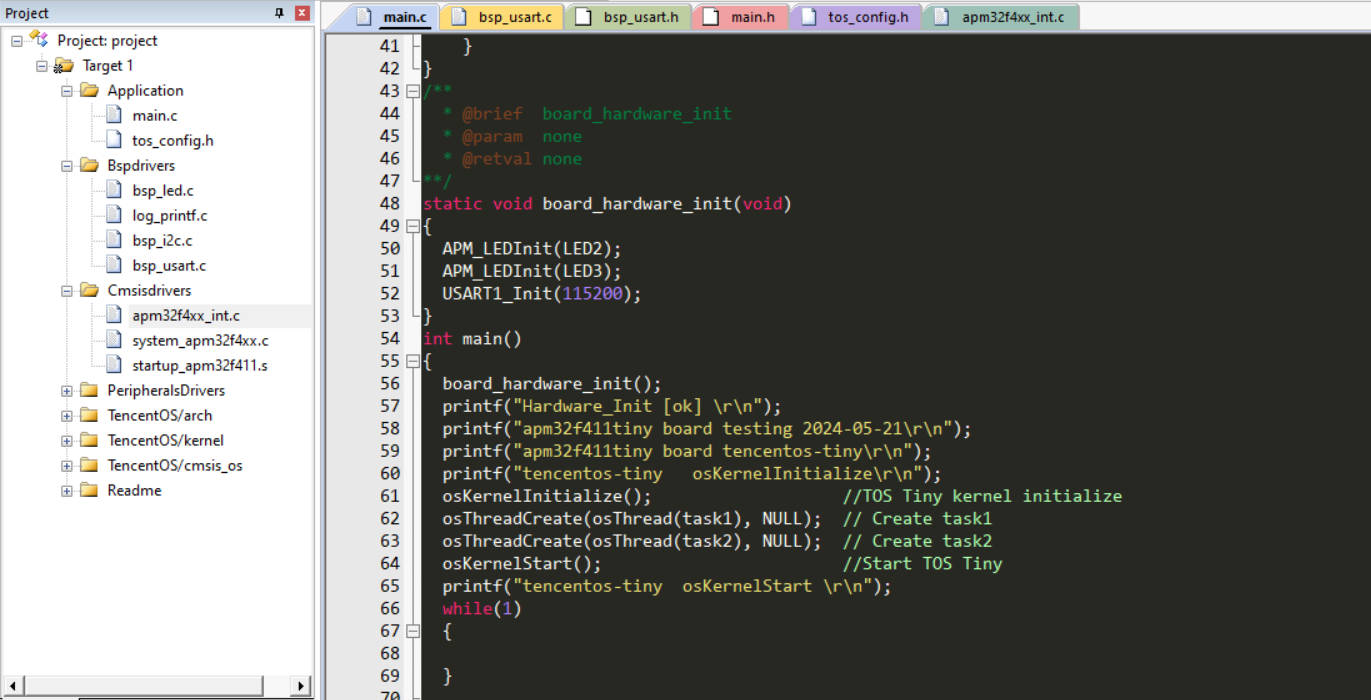 Project
Project: project
Target 1
Application
main.c
tos_config.h
Bspdrivers
bsp_led.c
log_printf.c
bsp_i2c.c
bsp_usart.c
Cmsisdrivers
apm32f4xx_int.c
system_apm32f4xx.c
startup_apm32f411.s
PeripheralsDrivers
TencentOS/arch
TencentOS/kernel
TencentOS/cmsis_os
Readme
main.c bsp_usart.c bsp_usart.h main.h tos_config.h apm32f4xx_int.c
41     }
42 }
43 /**
44   * @brief  board_hardware_init
45   * @param  none
46   * @retval none
47 **/
48 static void board_hardware_init(void)
49 {
50   APM_LEDInit(LED2);
51   APM_LEDInit(LED3);
52   USART1_Init(115200);
53 }
54 int main()
55 {
56   board_hardware_init();
57   printf("Hardware_Init [ok] \r\n");
58   printf("apm32f411tiny board testing 2024-05-21\r\n");
59   printf("apm32f411tiny board tencentos-tiny\r\n");
60   printf("tencentos-tiny   osKernelInitialize\r\n");
61   osKernelInitialize();                   //TOS Tiny kernel initialize
62   osThreadCreate(osThread(task1), NULL);  // Create task1
63   osThreadCreate(osThread(task2), NULL);  // Create task2
64   osKernelStart();                        //Start TOS Tiny
65   printf("tencentos-tiny  osKernelStart \r\n");
66   while(1)
67   {
68
69   }
70